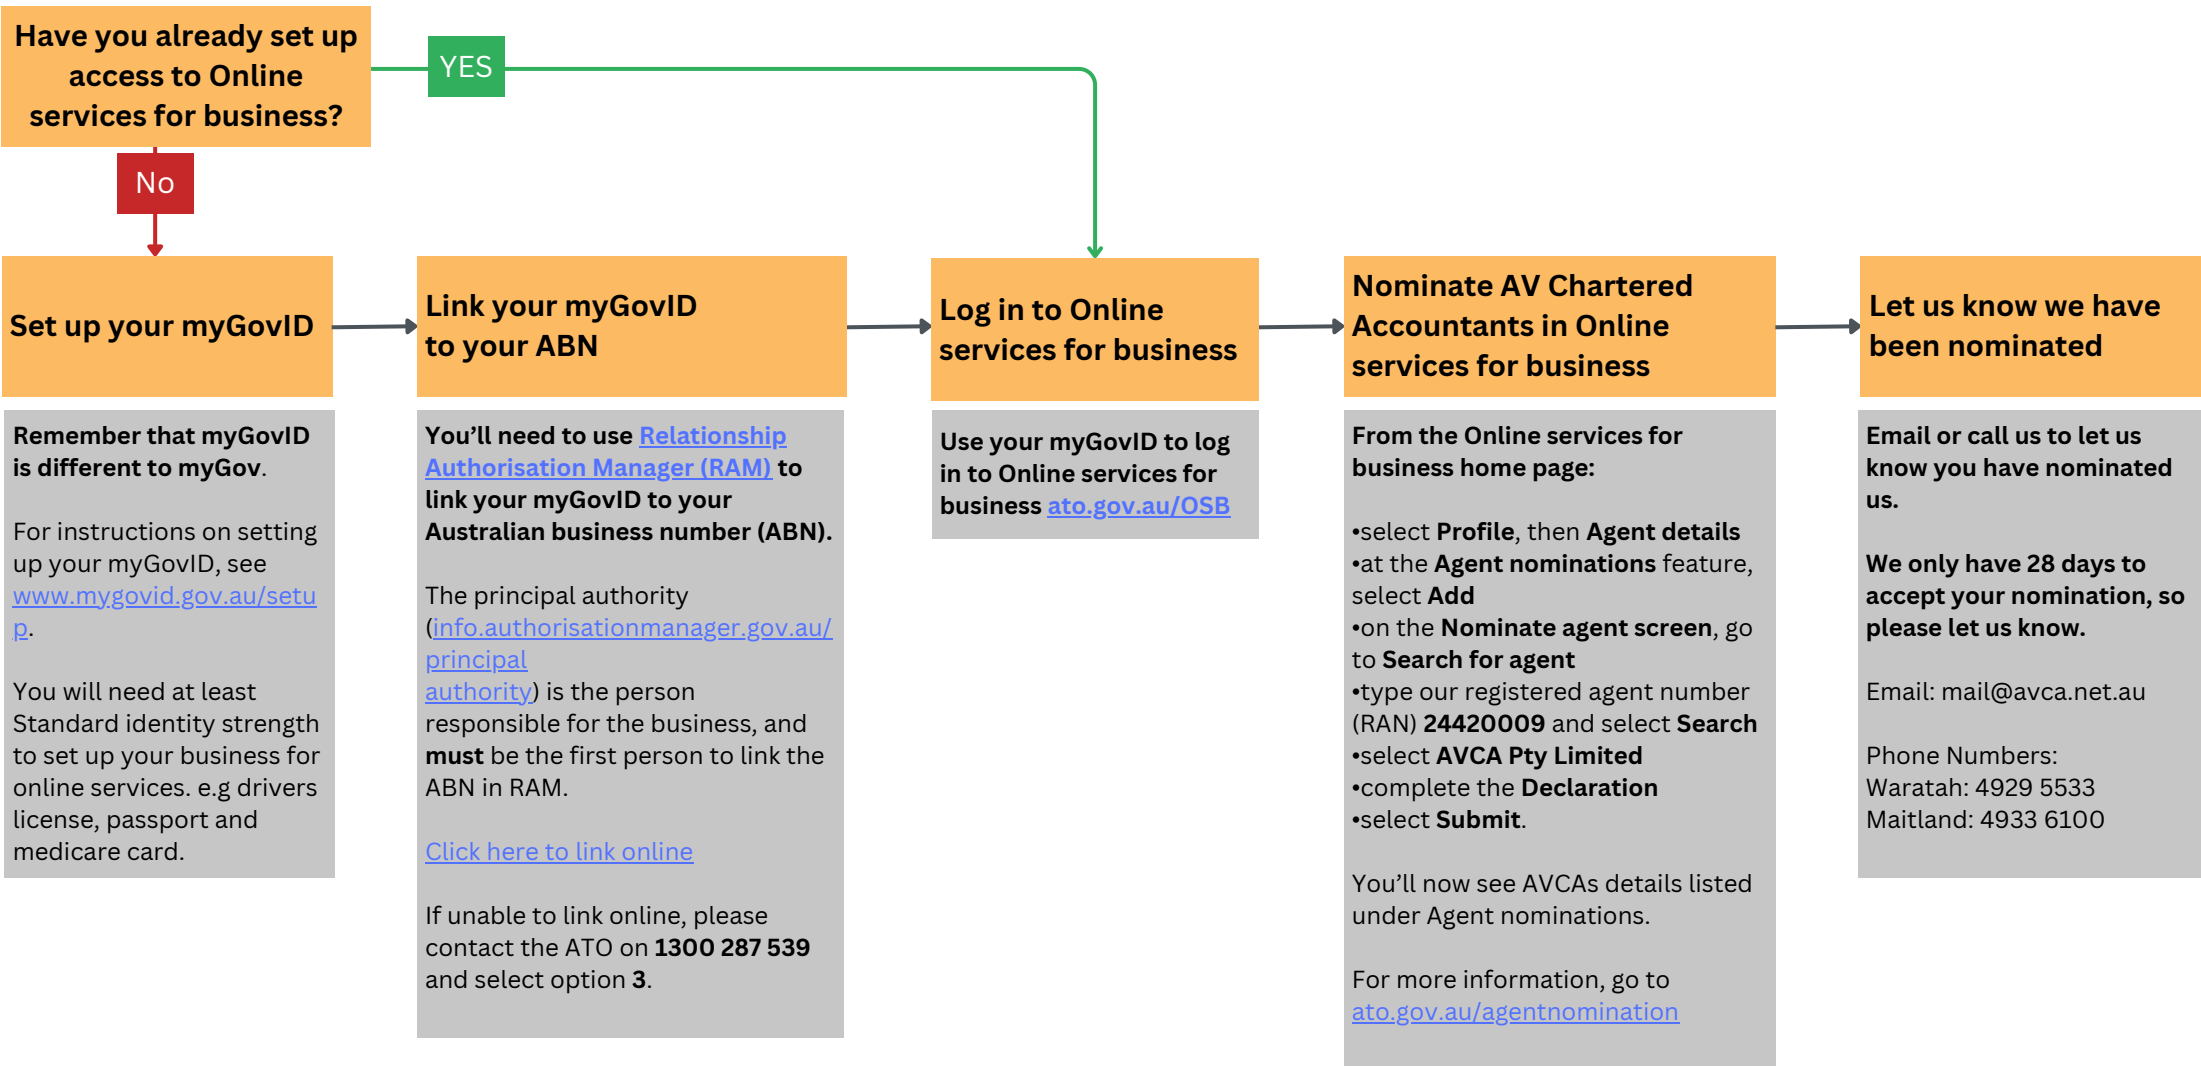 Have you already set up
access to Online
services for business?
YES
No
Set up your myGovID
Remember that myGovID
is different to myGov.
For instructions on setting
up your myGovID, see
www.mygovid.gov.au/setu
p.
You will need at least
Standard identity strength
to set up your business for
online services. e.g drivers
license, passport and
medicare card.
Link your myGovID
to your ABN
You’ll need to use Relationship
Authorisation Manager (RAM) to
link your myGovID to your
Australian business number (ABN).
The principal authority
(info.authorisationmanager.gov.au/
principal
authority) is the person
responsible for the business, and
must be the first person to link the
ABN in RAM.
Click here to link online
If unable to link online, please
contact the ATO on 1300 287 539
and select option 3.
Log in to Online
services for business
Use your myGovID to log
in to Online services for
business ato.gov.au/OSB
Nominate AV Chartered
Accountants in Online
services for business
From the Online services for
business home page:
•select Profile, then Agent details
•at the Agent nominations feature,
select Add
•on the Nominate agent screen, go
to Search for agent
•type our registered agent number
(RAN) 24420009 and select Search
•select AVCA Pty Limited
•complete the Declaration
•select Submit.
You’ll now see AVCAs details listed
under Agent nominations.
For more information, go to
ato.gov.au/agentnomination
Let us know we have
been nominated
Email or call us to let us
know you have nominated
us.
We only have 28 days to
accept your nomination, so
please let us know.
Email: mail@avca.net.au
Phone Numbers:
Waratah: 4929 5533
Maitland: 4933 6100